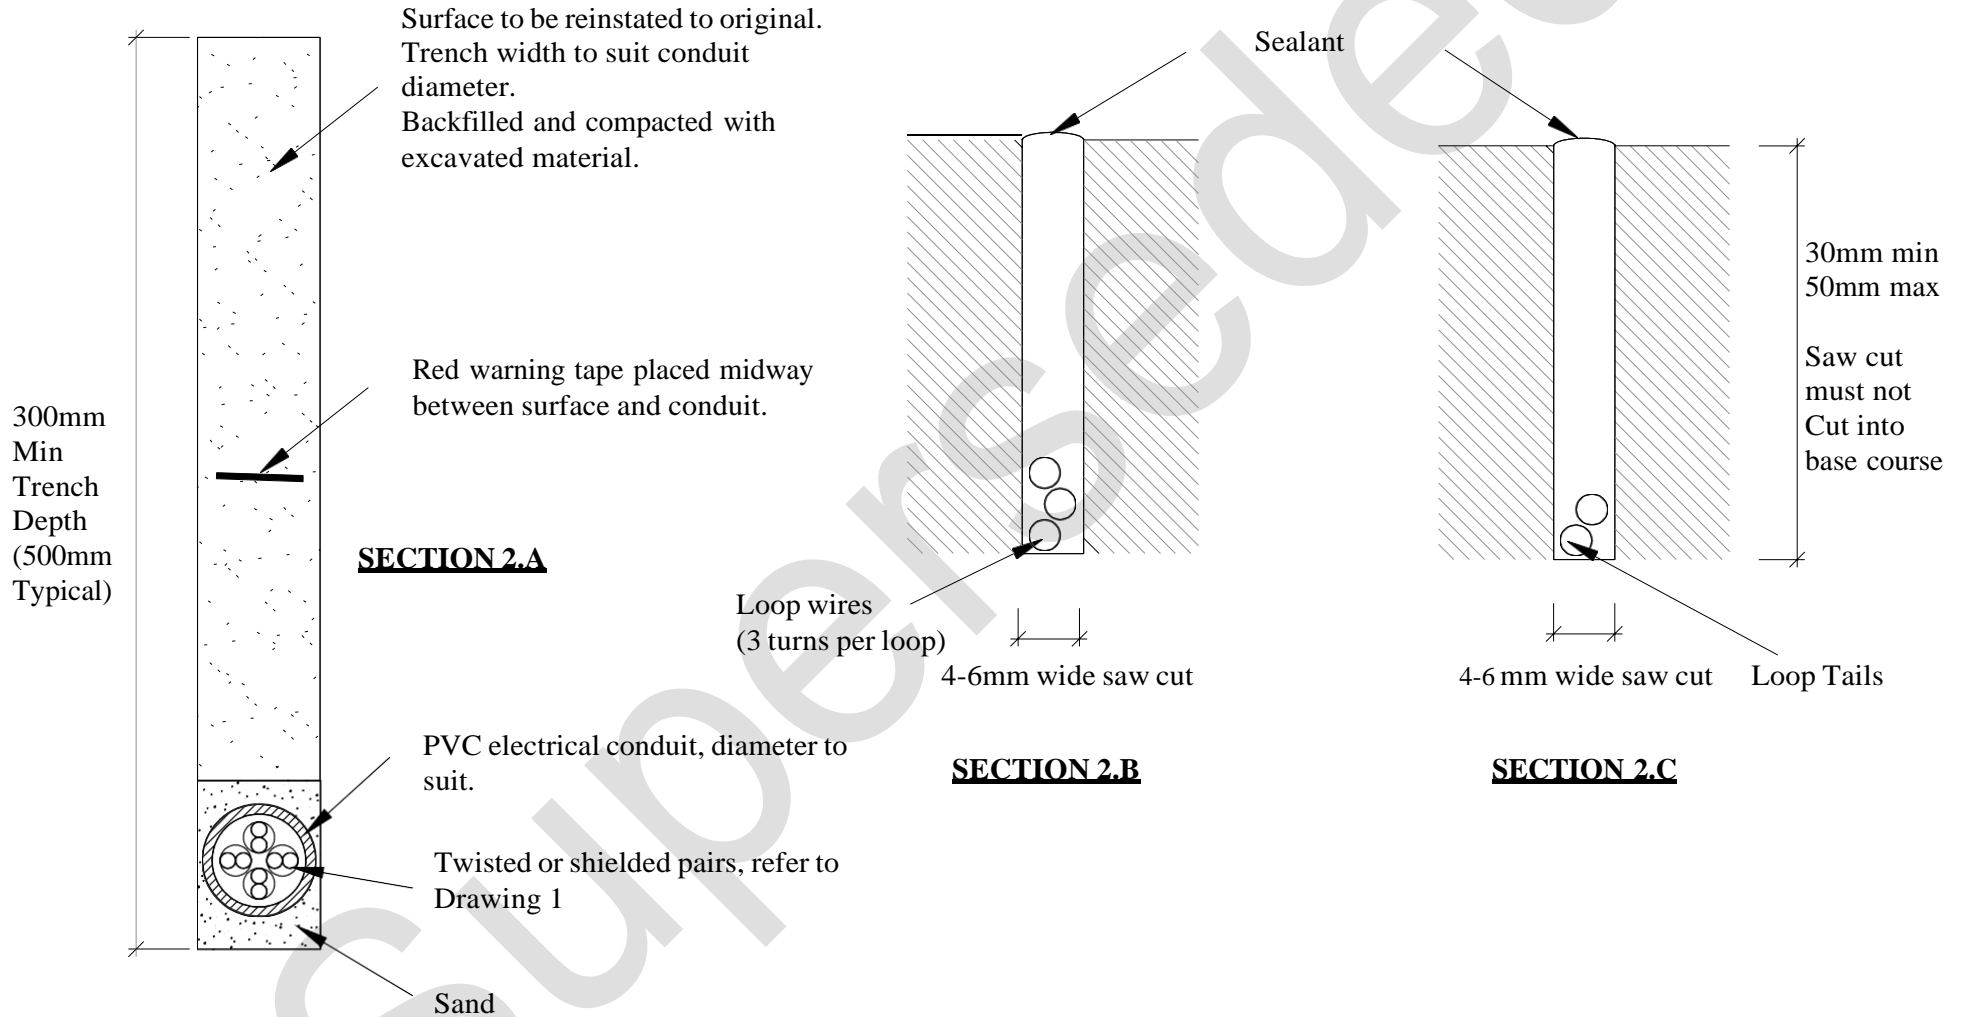 Surface to be reinstated to original.
Trench width to suit conduit
diameter.
Backfilled and compacted with
excavated material.
Sealant
30mm min
50mm max
Saw cut
must not
Cut into
base course
Red warning tape placed midway
between surface and conduit.
300mm
Min
Trench
Depth
(500mm
Typical)
SECTION 2.A
Loop wires
(3 turns per loop)
4-6mm wide saw cut
4-6 mm wide saw cut
Loop Tails
SECTION 2.B
SECTION 2.C
PVC electrical conduit, diameter to
suit.
Twisted or shielded pairs, refer to
Drawing 1
Sand
Superseded